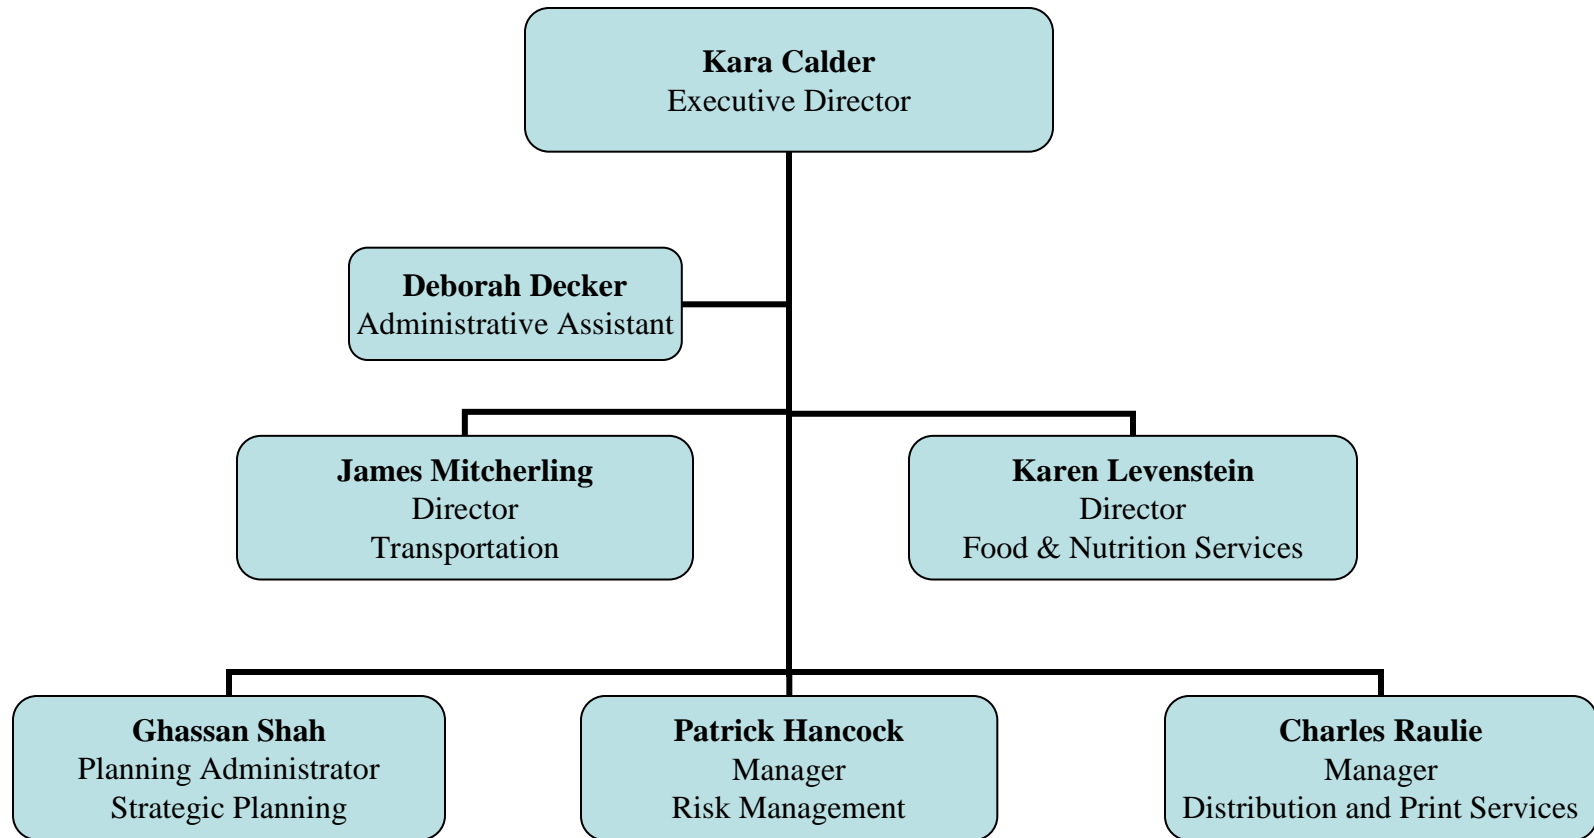 Kara Calder
Executive Director
Deborah Decker
Administrative Assistant
James Mitcherling
Director
Transportation
Karen Levenstein
Director
Food & Nutrition Services
Ghassan Shah
Planning Administrator
Strategic Planning
Patrick Hancock
Manager
Risk Management
Charles Raulie
Manager
Distribution and Print Services